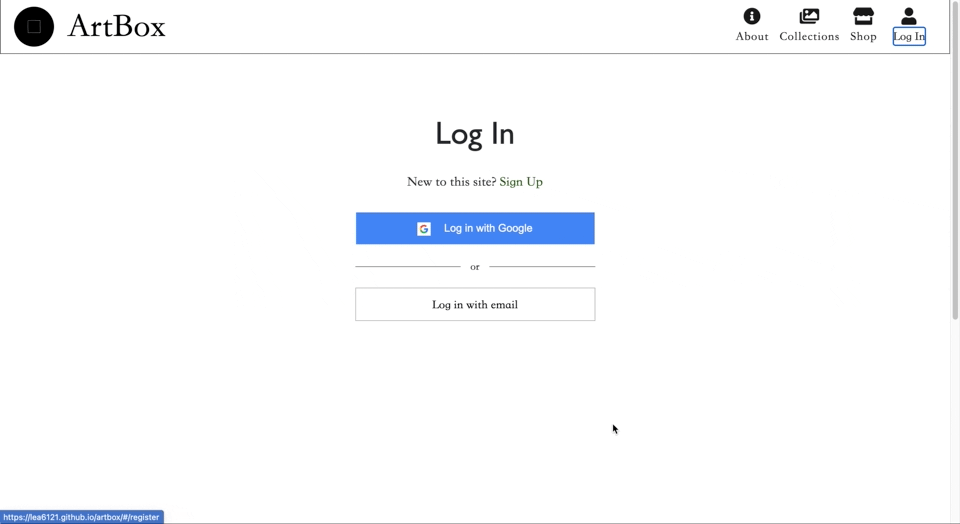 ArtBox
About Collections Shop Log In
Log In
New to this site? Sign Up
Log in with Google
or
Log in with email
https://lea6121.github.io/artbox/#/register